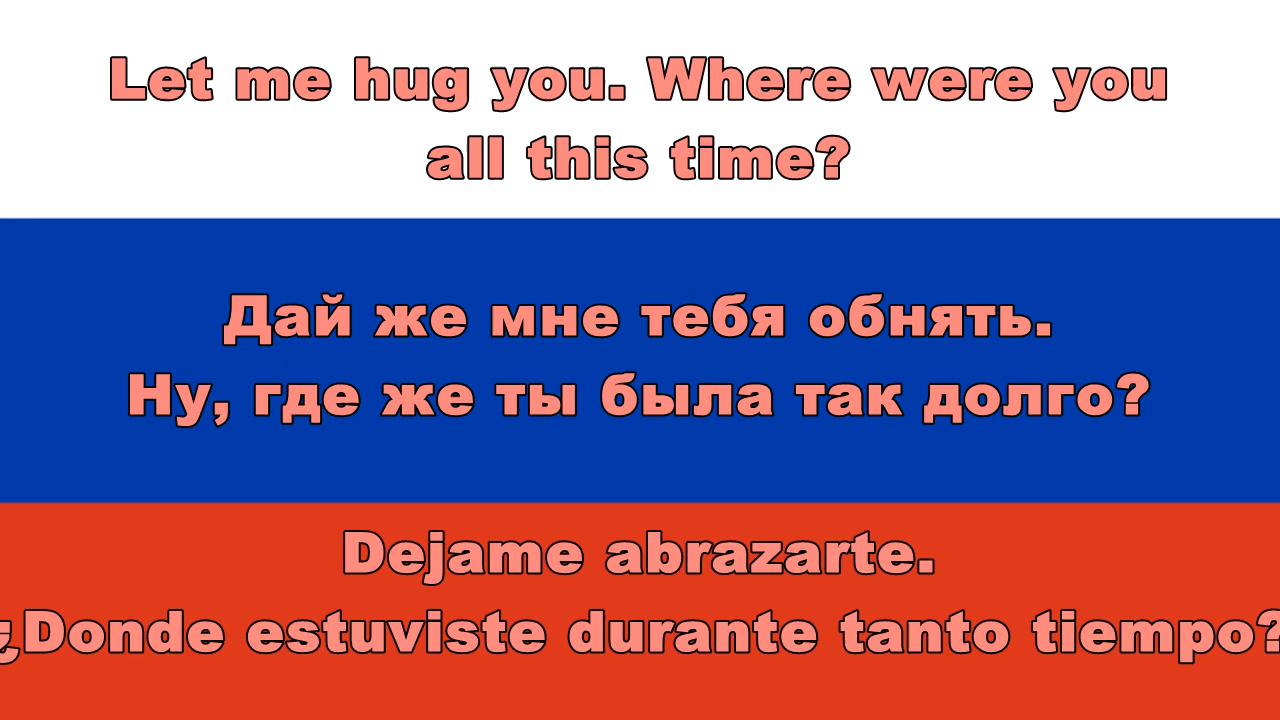 Let me hug you. Where were you
all this time?
Дай же мне тебя обнять.
Ну, где же ты была так долго?
Dejame abrazarte.
¿Donde estuviste durante tanto tiempo?